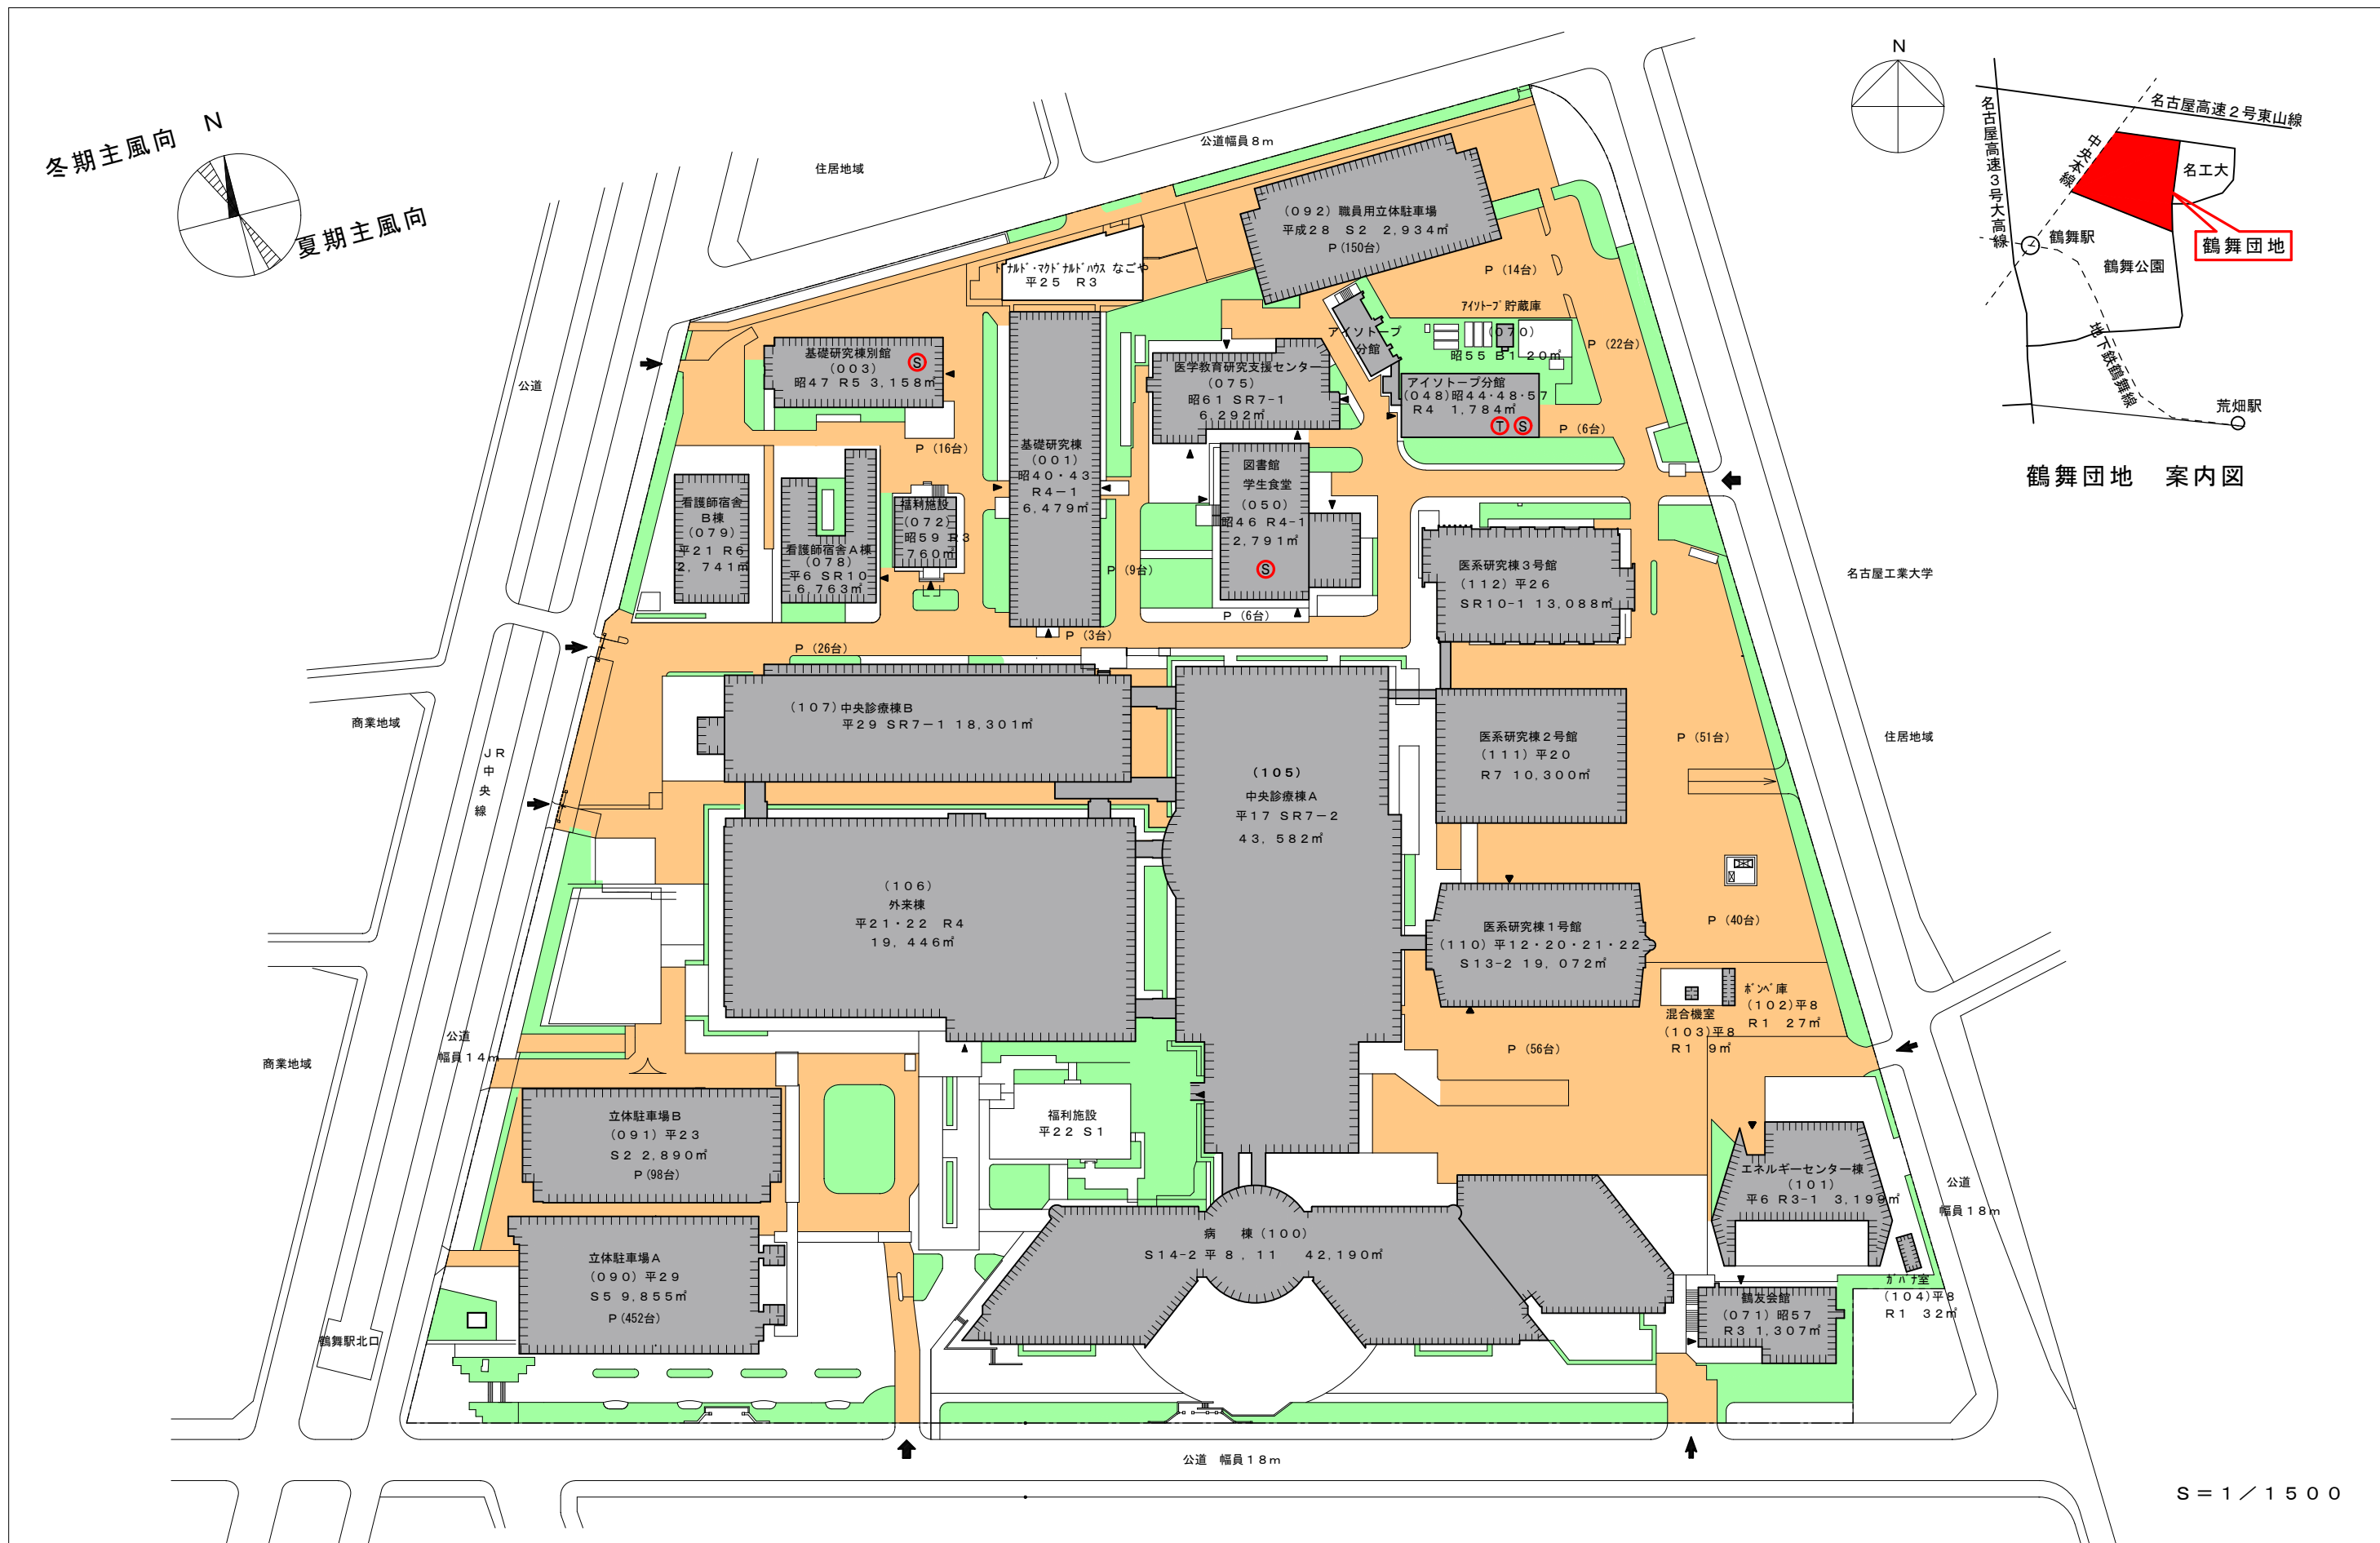 冬期主風向 N
夏期主風向
住居地域
公道幅員8m
公道
N
名古屋高速2号東山線
名古屋高速3号大高線
中央本線
名工大
鶴舞駅
鶴舞団地
鶴舞公園
地下鉄鶴舞線
荒畑駅
鶴舞団地 案内図
(092) 職員用立体駐車場
平成28 S2 2,934㎡
P(150台)
P (14台)
ドナルド・マクドナルドハウス なごや
平25 R3
アイソトープ貯蔵庫
(070)
昭55 B1 20㎡
P (22台)
アイソトープ
分館
アイソトープ分館
(048)昭44・48・57
R4 1,784㎡
T S
P (6台)
基礎研究棟別館
(003)
昭47 R5 3,158㎡
S
医学教育研究支援センター
(075)
昭61 SR7-1
6,292㎡
P (16台)
基礎研究棟
(001)
昭40・43
R4-1
6,479㎡
図書館
学生食堂
(050)
昭46 R4-1
2,791㎡
S
看護師宿舎
B棟
(079)
平21 R6
2,741㎡
看護師宿舎A棟
(078)
平6 SR10
6,763㎡
福利施設
(072)
昭59 R3
760㎡
P (9台)
P (6台)
P (3台)
P (26台)
医系研究棟3号館
(112) 平26
SR10-1 13,088㎡
名古屋工業大学
商業地域
JR中央線
(107) 中央診療棟B
平29 SR7-1 18,301㎡
(105)
中央診療棟A
平17 SR7-2
43,582㎡
医系研究棟2号館
(111) 平20
R7 10,300㎡
P (51台)
住居地域
(106)
外来棟
平21・22 R4
19,446㎡
医系研究棟1号館
(110) 平12・20・21・22
S13-2 19,072㎡
P (40台)
ボンベ庫
(102)平8
R1 27㎡
混合機室
(103)平8
R1 9㎡
P (56台)
公道
幅員14m
商業地域
立体駐車場B
(091) 平23
S2 2,890㎡
P(98台)
福利施設
平22 S1
エネルギーセンター棟
(101)
平6 R3-1 3,199㎡
公道
幅員18m
病 棟 (100)
S14-2 平 8, 11 42,190㎡
立体駐車場A
(090) 平29
S5 9,855㎡
P(452台)
ガバナ室
(104)平8
R1 32㎡
鶴友会館
(071) 昭57
R3 1,307㎡
鶴舞駅北口
公道 幅員18m
S=1/1500